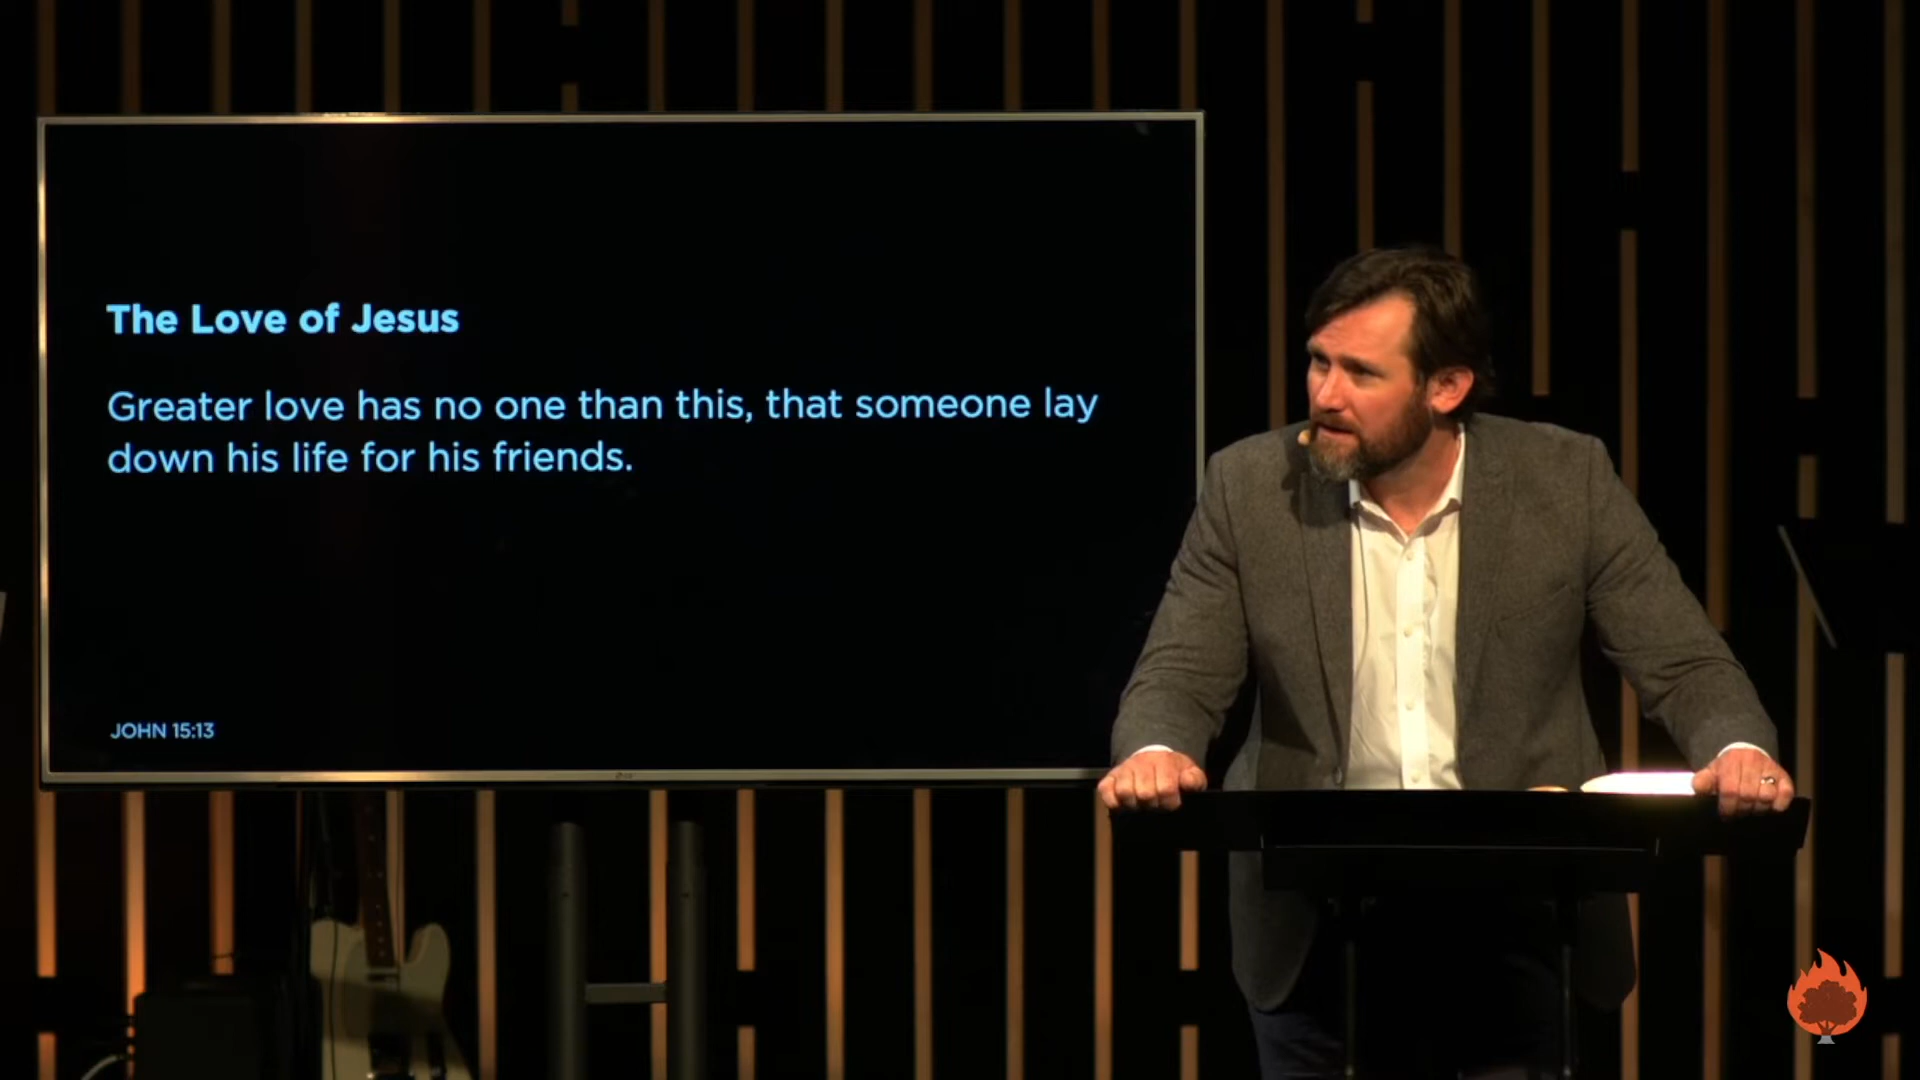 The Love of Jesus
Greater love has no one than this, that someone lay
down his life for his friends.
JOHN 15:13